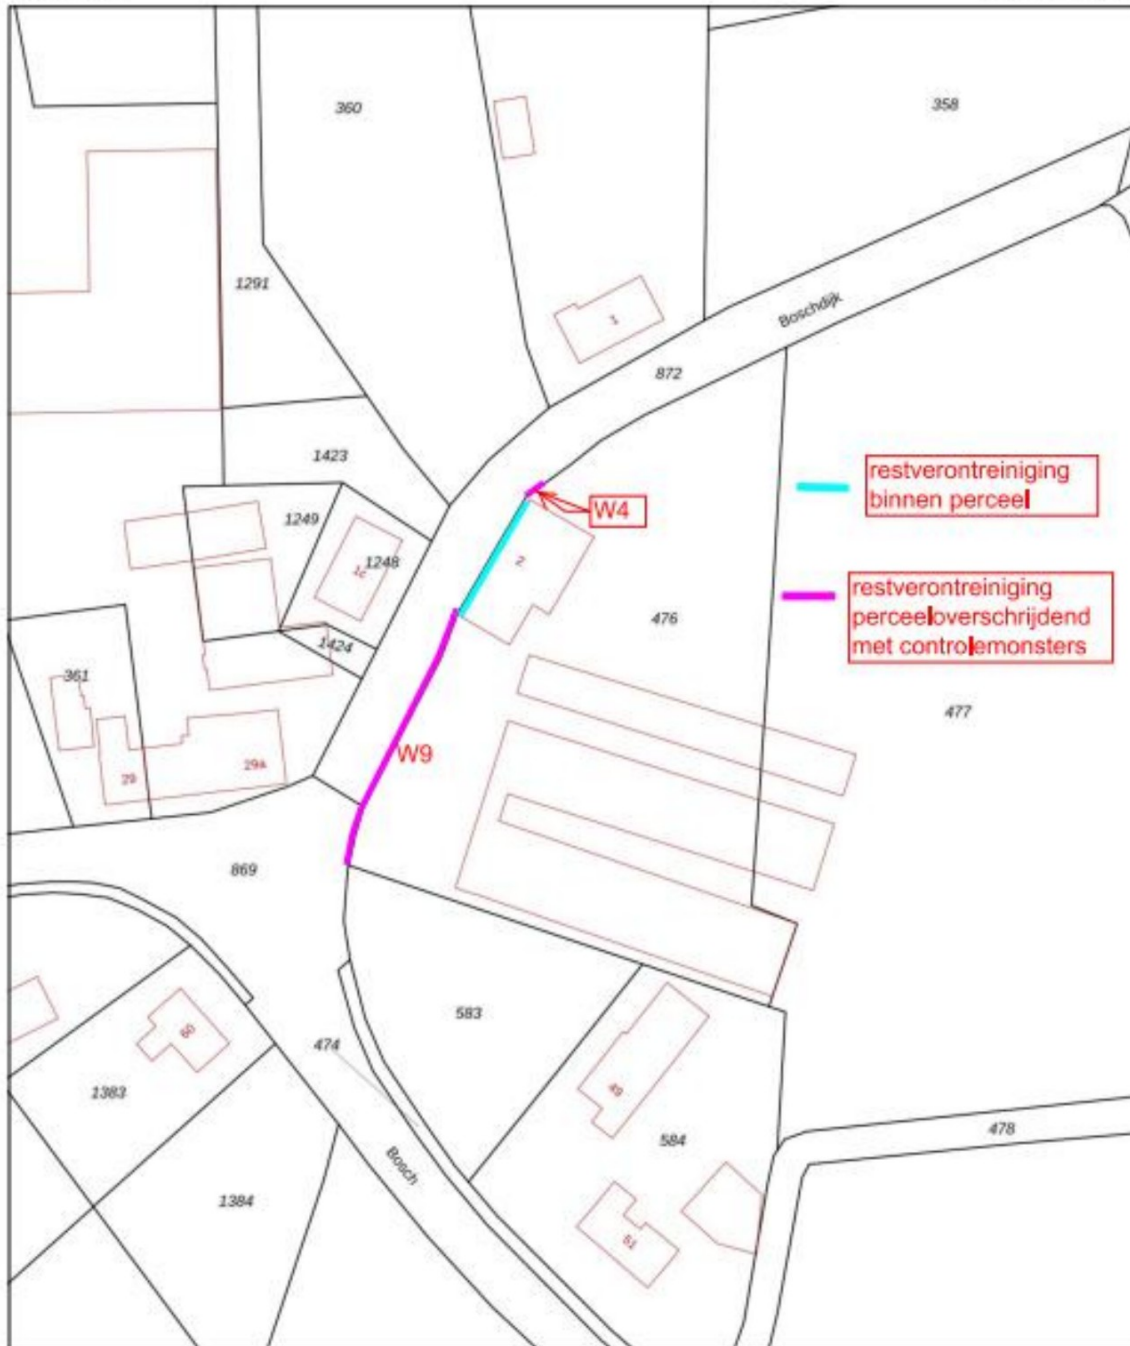 360
358
1291
1
Boschdijk
872
1423
restverontreiniging
binnen perceel
W4
1249
1248
12
2
restverontreiniging
perceeloverschrijdend
met controlemonsters
476
1424
361
477
W9
29
29a
869
583
50
474
1383
49
584
478
Bosch
1384
51